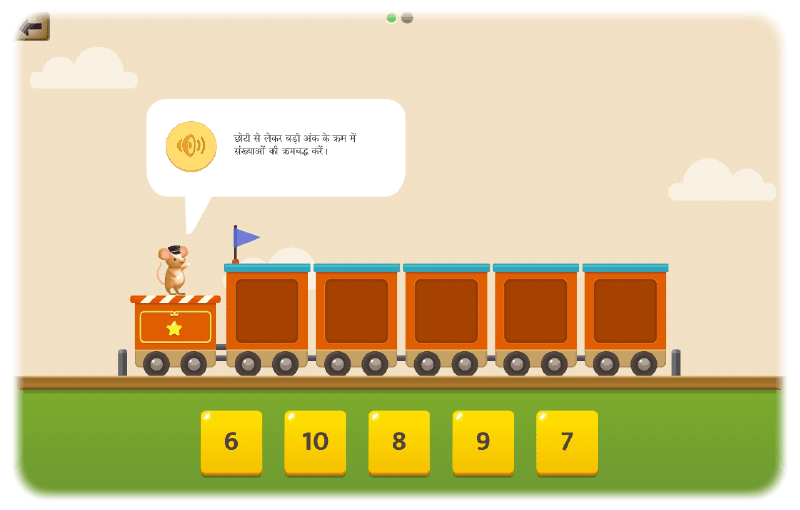 छोटी से लेकर बड़ी अंक के क्रम में
संख्याओं को क्रमबद्ध करें।
6 10 8 9 7